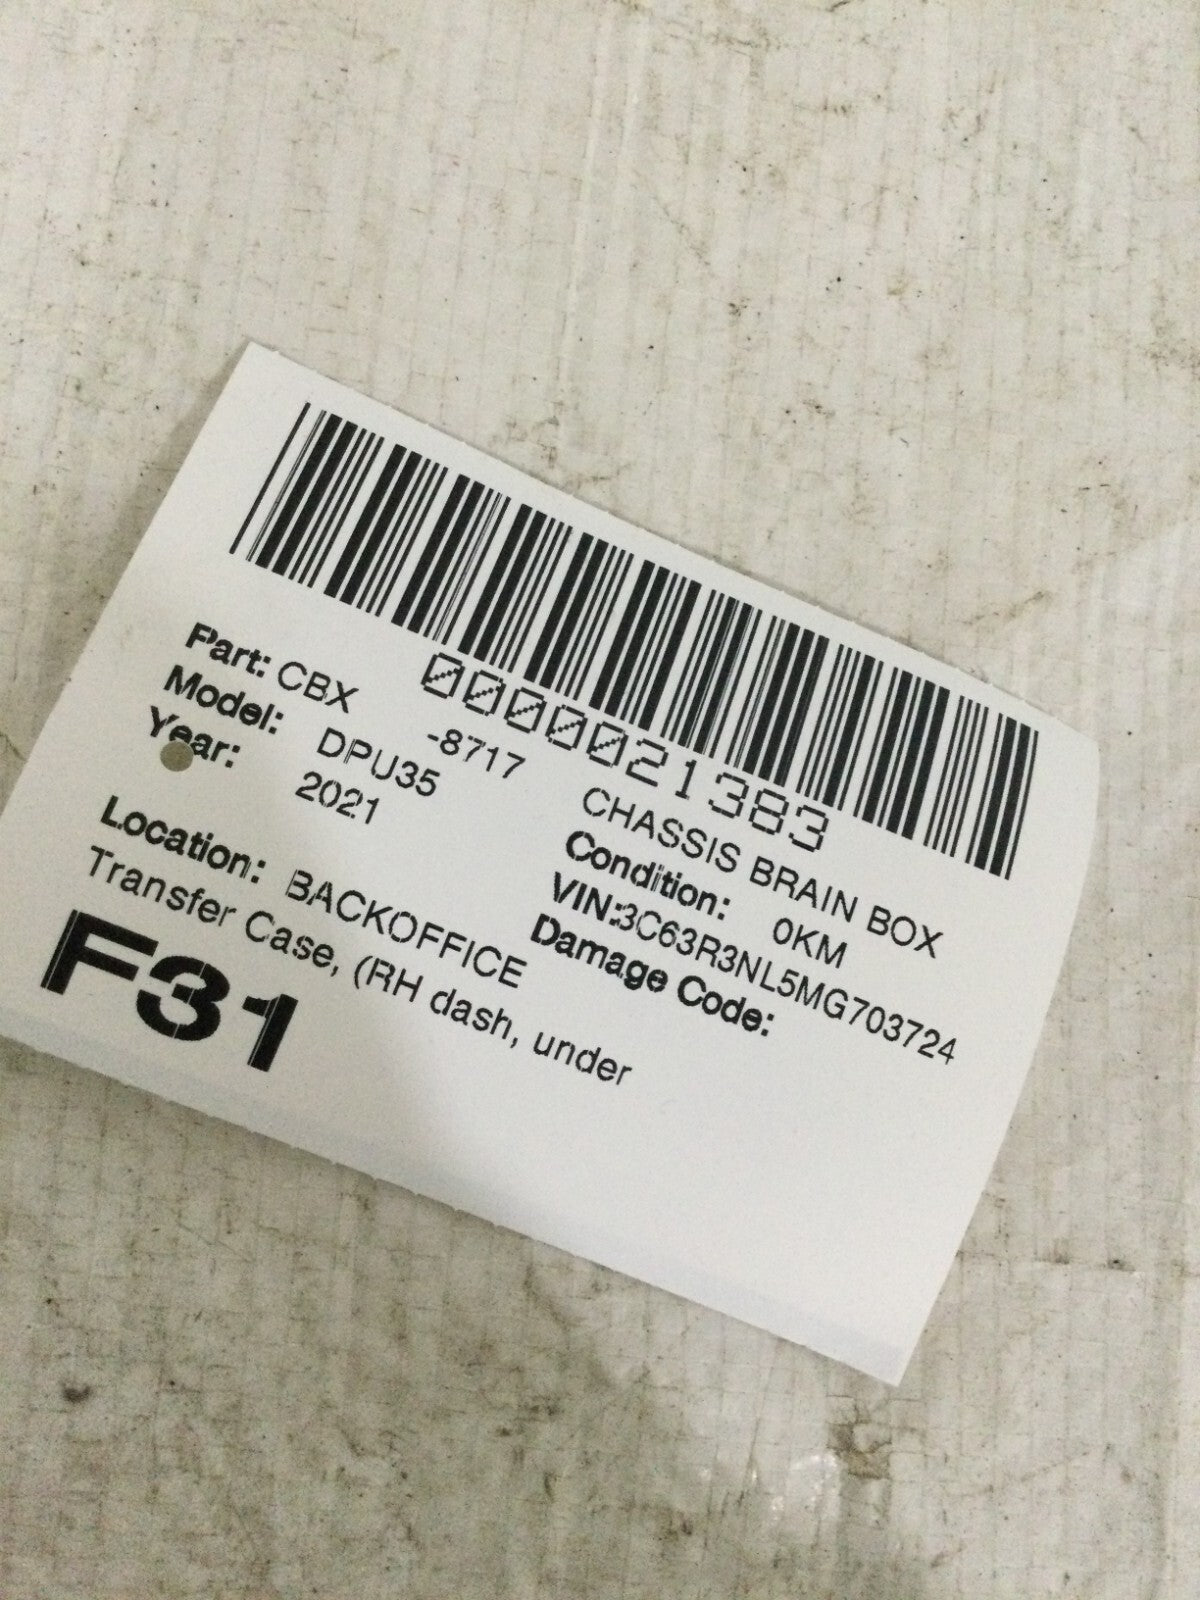 0000021383
Part: CBX -8717 CHASSIS BRAIN BOX
Model: DPU35 Condition: 0KM
Year: 2021 VIN:3C63R3NL5MG703724
Damage Code:
Location: BACKOFFICE
Transfer Case, (RH dash, under
F31